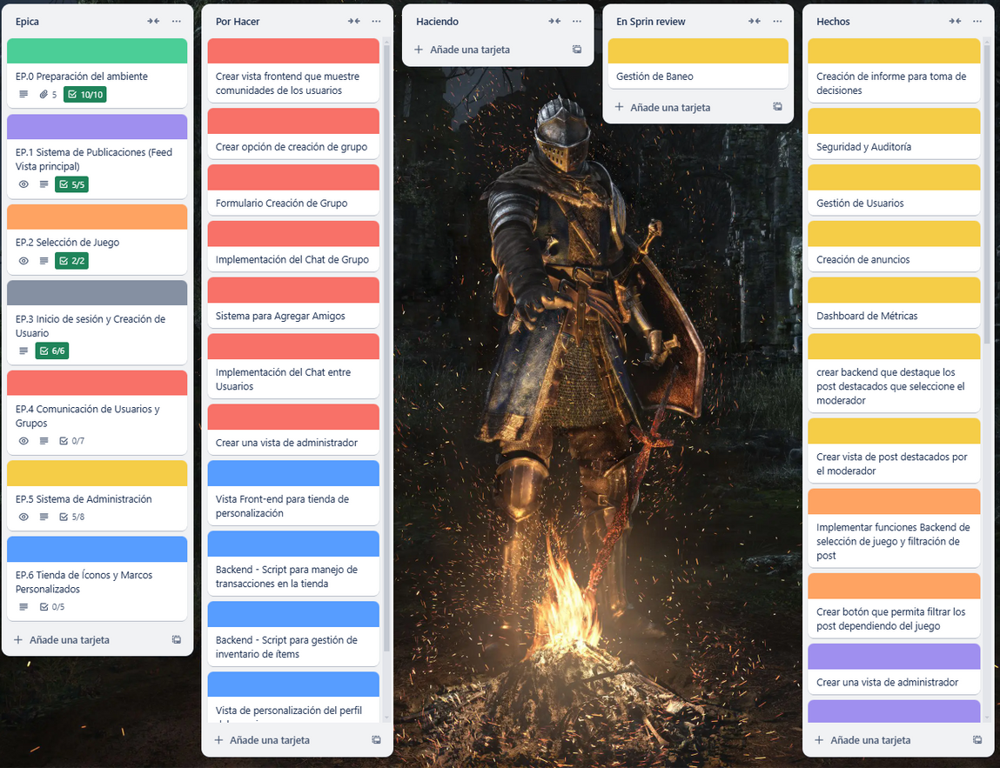 Epica
EP.0 Preparación del ambiente
5
10/10
EP.1 Sistema de Publicaciones (Feed
Vista principal)
5/5
EP.2 Selección de Juego
2/2
EP.3 Inicio de sesión y Creación de
Usuario
6/6
EP.4 Comunicación de Usuarios y
Grupos
0/7
EP.5 Sistema de Administración
5/8
EP.6 Tienda de Íconos y Marcos
Personalizados
0/5
+ Añade una tarjeta
Por Hacer
Crear vista frontend que muestre
comunidades de los usuarios
Crear opción de creación de grupo
Formulario Creación de Grupo
Implementación del Chat de Grupo
Sistema para Agregar Amigos
Implementación del Chat entre
Usuarios
Crear una vista de administrador
Vista Front-end para tienda de
personalización
Backend - Script para manejo de
transacciones en la tienda
Backend - Script para gestión de
inventario de ítems
Vista de personalización del perfil
+ Añade una tarjeta
Haciendo
+ Añade una tarjeta
En Sprin review
Gestión de Baneo
+ Añade una tarjeta
Hechos
Creación de informe para toma de
decisiones
Seguridad y Auditoría
Gestión de Usuarios
Creación de anuncios
Dashboard de Métricas
crear backend que destaque los
post destacados que seleccione el
moderador
Crear vista de post destacados por
el moderador
Implementar funciones Backend de
selección de juego y filtración de
post
Crear botón que permita filtrar los
post dependiendo del juego
Crear una vista de administrador
+ Añade una tarjeta